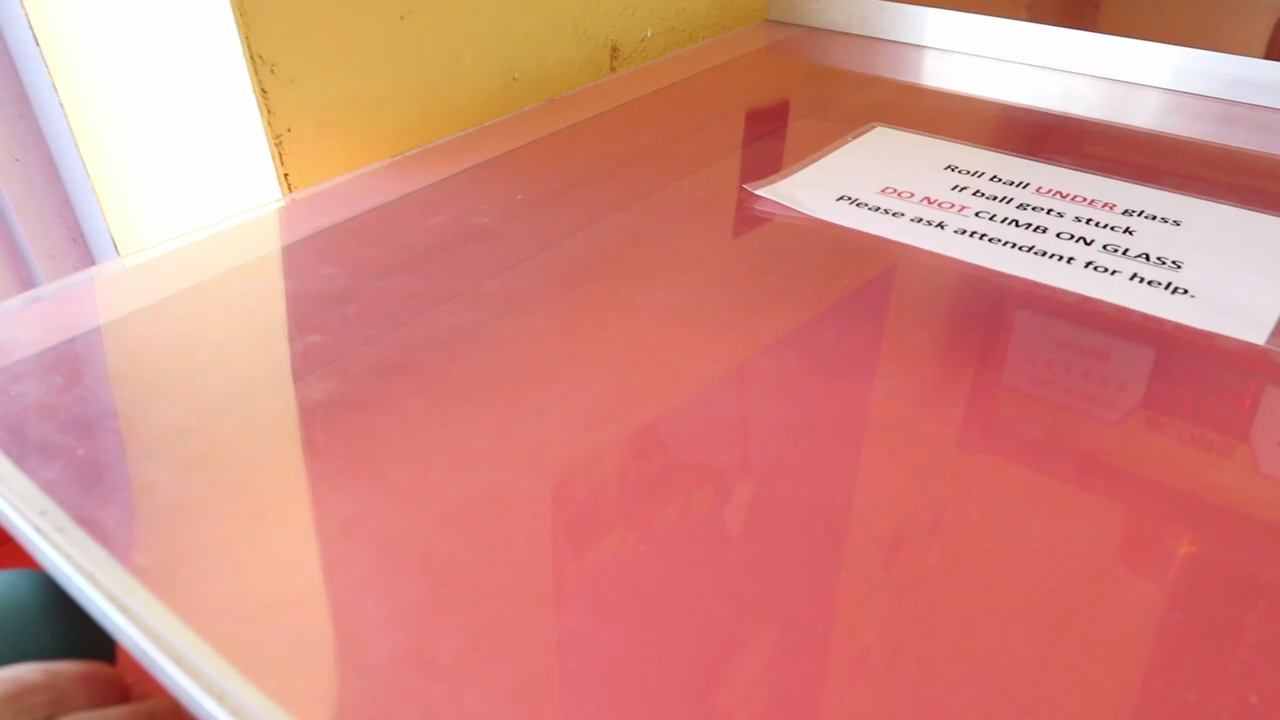 Roll ball UNDER glass
If ball gets stuck
DO NOT CLIMB ON GLASS
Please ask attendant for help.